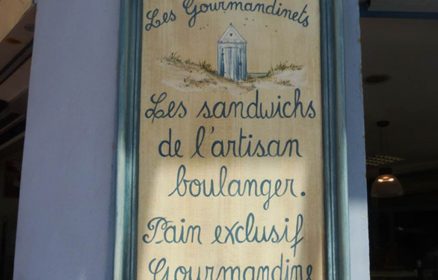 Les Gourmandinets
Les sandwichs
de l'artisan
boulanger.
Pain exclusif
Gourmandine